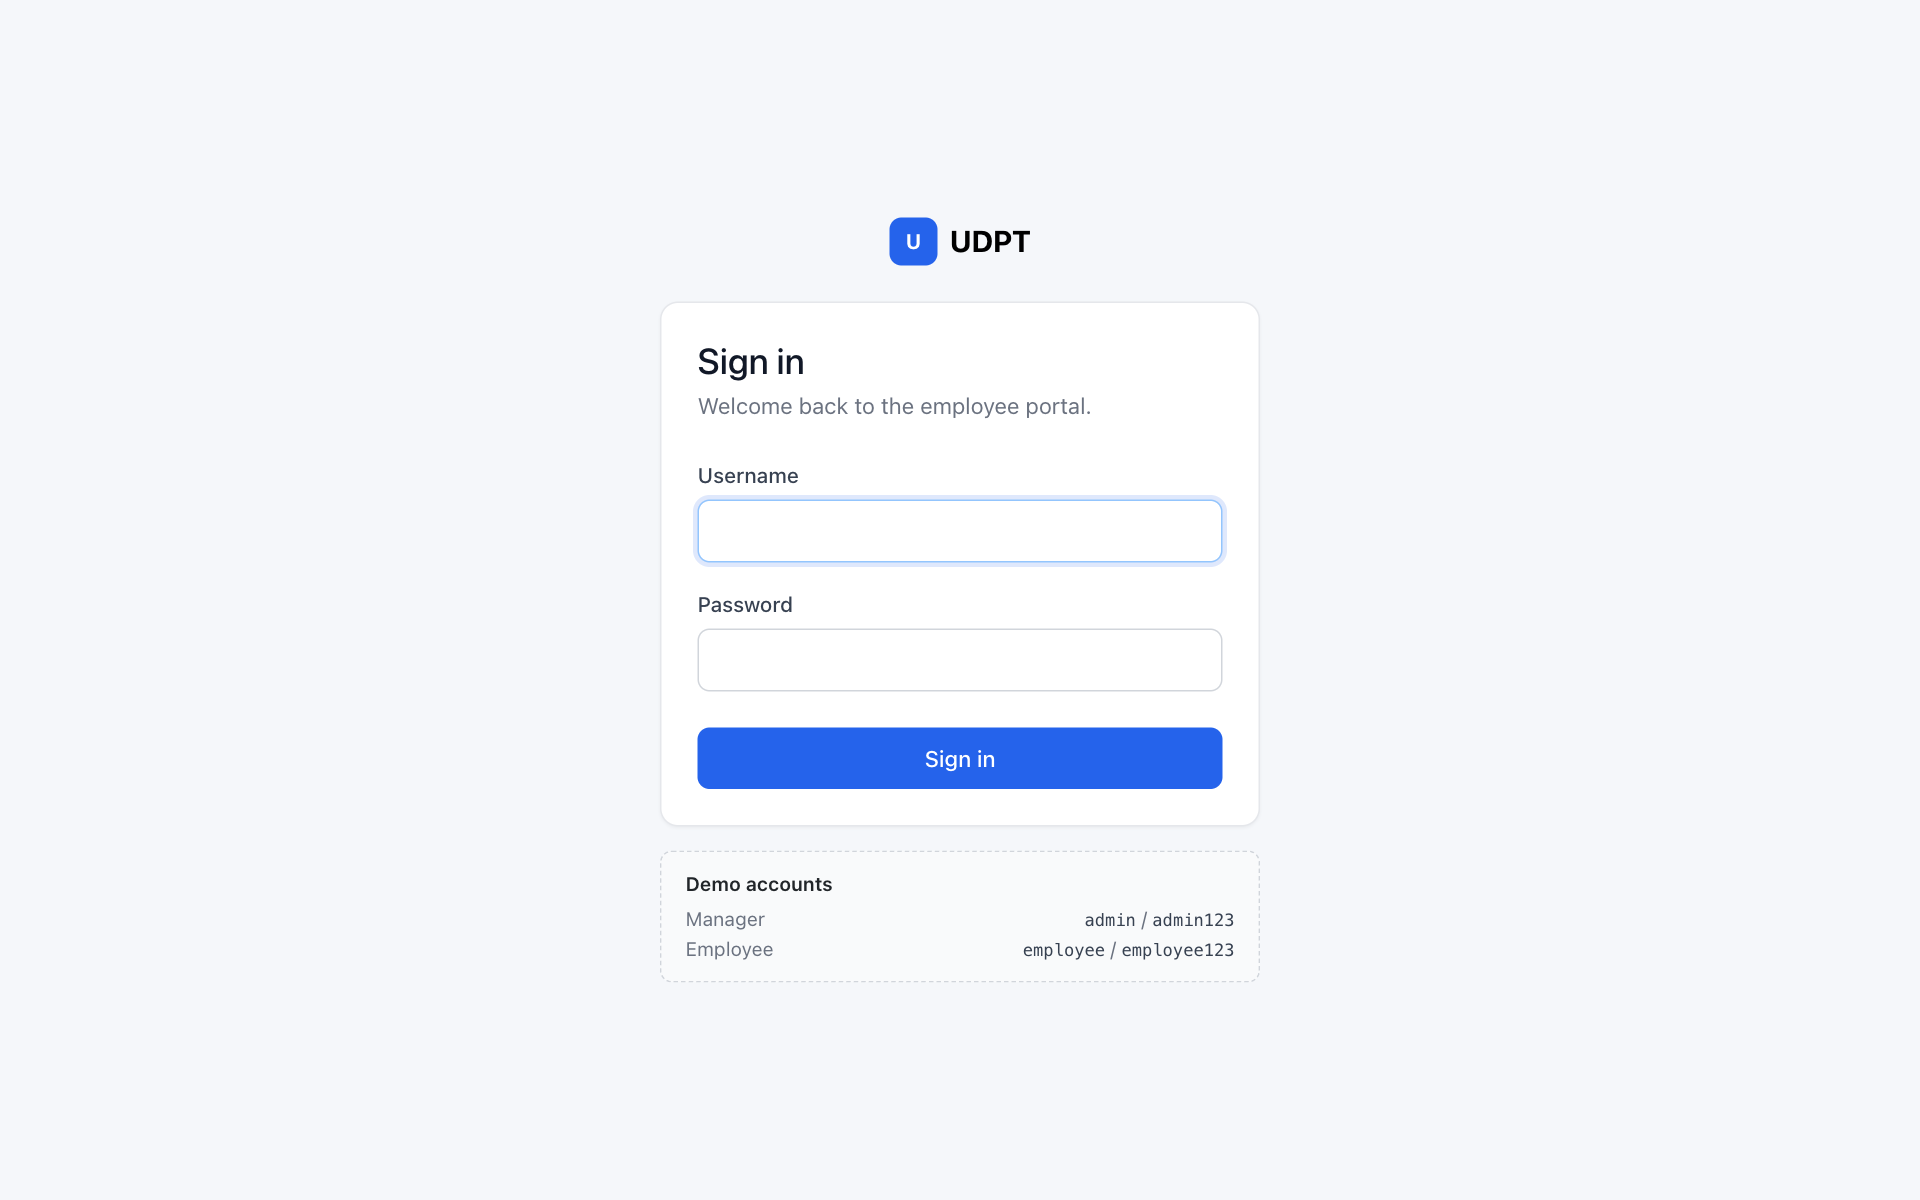 U UDPT
Sign in
Welcome back to the employee portal.
Username
Password
Sign in
Demo accounts
Manager admin / admin123
Employee employee / employee123